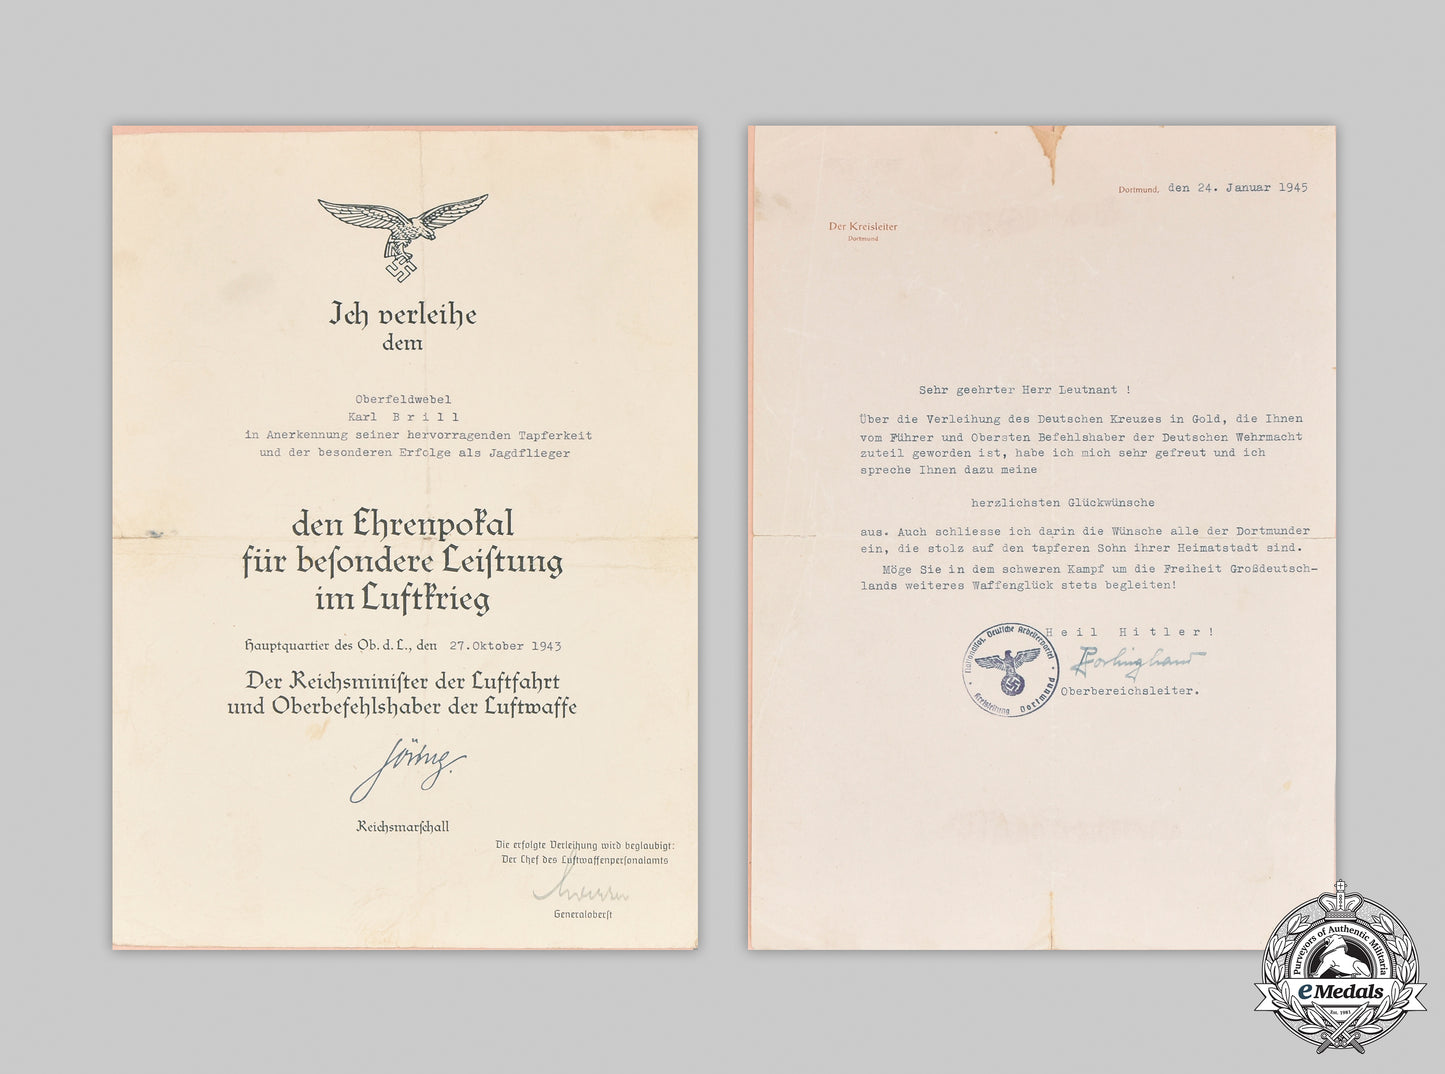 Ich verleihe
dem
Oberfeldwebel
Karl B r i l l
in Anerkennung seiner hervorragenden Tapferkeit
und der besonderen Erfolge als Jagdflieger
den Ehrenpokal
für besondere Leistung
im Luftkrieg
Hauptquartier des Ob. d. L., den 27.Oktober 1943
Der Reichsminister der Luftfahrt
und Oberbefehlshaber der Luftwaffe
Göring.
Reichsmarschall
Die erfolgte Verleihung wird beglaubigt:
Der Chef des Luftwaffenpersonalamts
Generaloberst
Dortmund, den 24. Januar 1945
Der Kreisleiter
Dortmund
Sehr geehrter Herr Leutnant !
Über die Verleihung des Deutschen Kreuzes in Gold, die Ihnen
vom Führer und Obersten Befehlshaber der Deutschen Wehrmacht
zuteil geworden ist, habe ich mich sehr gefreut und ich
spreche Ihnen dazu meine
herzlichsten Glückwünsche
aus. Auch schliesse ich darin die Wünsche alle der Dortmunder
ein, die stolz auf den tapferen Sohn ihrer Heimatstadt sind.
Möge Sie in dem schweren Kampf um die Freiheit Großdeutsch-
lands weiteres Waffenglück stets begleiten!
H e i l H i t l e r !
Oberbereichsleiter.
Nationalsoz. Deutsche Arbeiterpartei
Kreisleitung Dortmund
Purveyors of Authentic Militaria
eMedals
Est. 1981